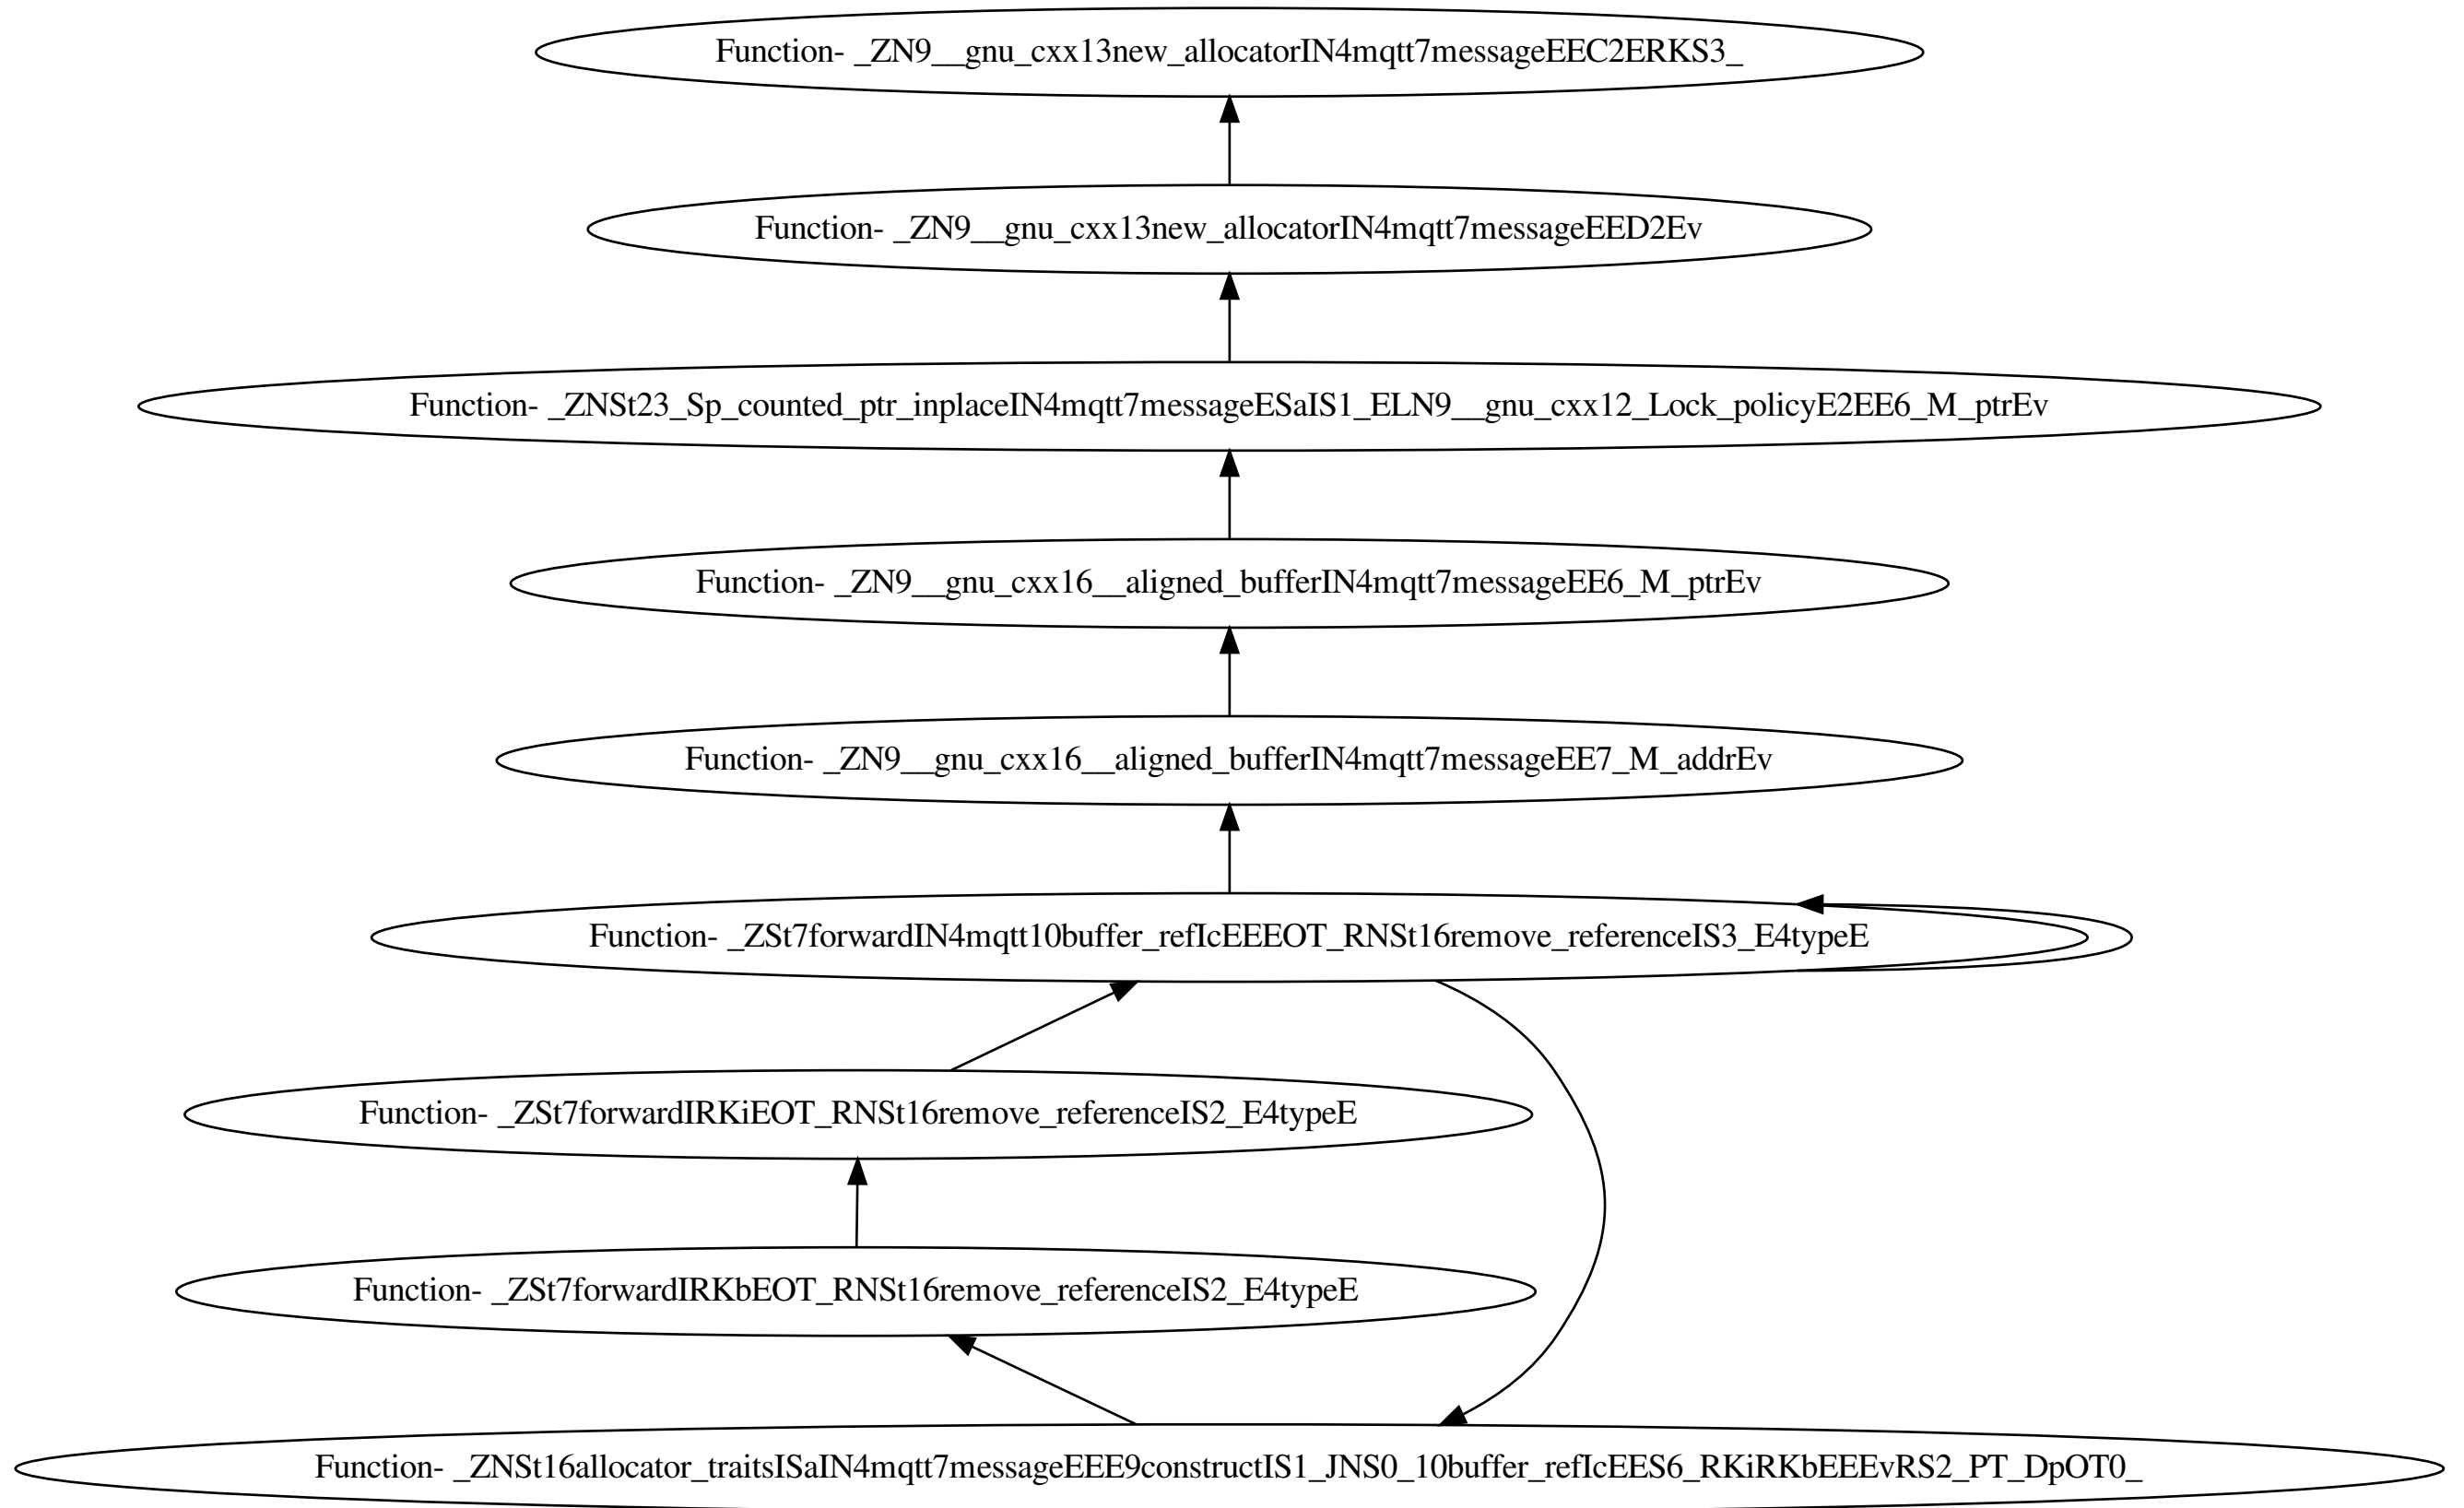 Function- _ZN9__gnu_cxx13new_allocatorIN4mqtt7messageEEC2ERKS3_
Function- _ZN9__gnu_cxx13new_allocatorIN4mqtt7messageEED2Ev
Function- _ZNSt23_Sp_counted_ptr_inplaceIN4mqtt7messageESaIS1_ELN9__gnu_cxx12_Lock_policyE2EE6_M_ptrEv
Function- _ZN9__gnu_cxx16__aligned_bufferIN4mqtt7messageEE6_M_ptrEv
Function- _ZN9__gnu_cxx16__aligned_bufferIN4mqtt7messageEE7_M_addrEv
Function- _ZSt7forwardIN4mqtt10buffer_refIcEEEOT_RNSt16remove_referenceIS3_E4typeE
Function- _ZSt7forwardIRKiEOT_RNSt16remove_referenceIS2_E4typeE
Function- _ZSt7forwardIRKbEOT_RNSt16remove_referenceIS2_E4typeE
Function- _ZNSt16allocator_traitsISaIN4mqtt7messageEEE9constructIS1_JNS0_10buffer_refIcEES6_RKiRKbEEEvRS2_PT_DpOT0_